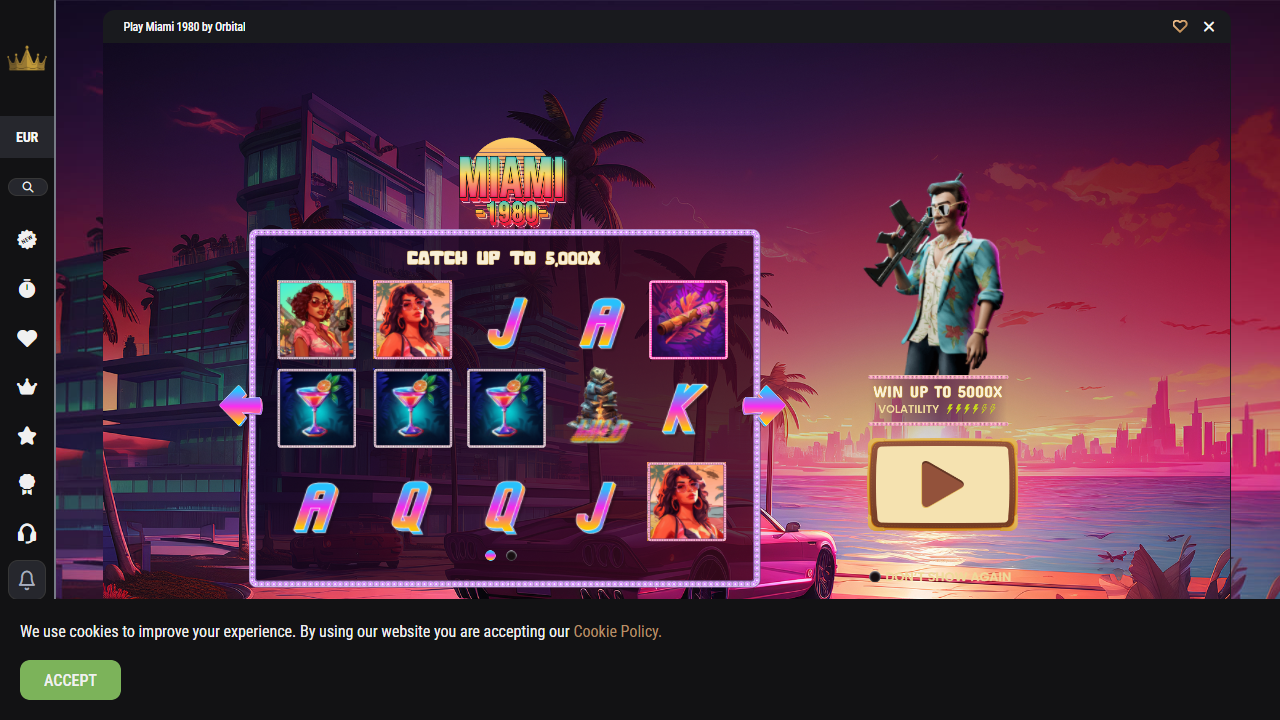 Play Miami 1980 by Orbital
EUR
NEW
MIAMI
1980
CATCH UP TO 5,000X
J
A
K
A
Q
Q
J
WIN UP TO 5000X
VOLATILITY
DON'T SHOW AGAIN
We use cookies to improve your experience. By using our website you are accepting our Cookie Policy.
ACCEPT